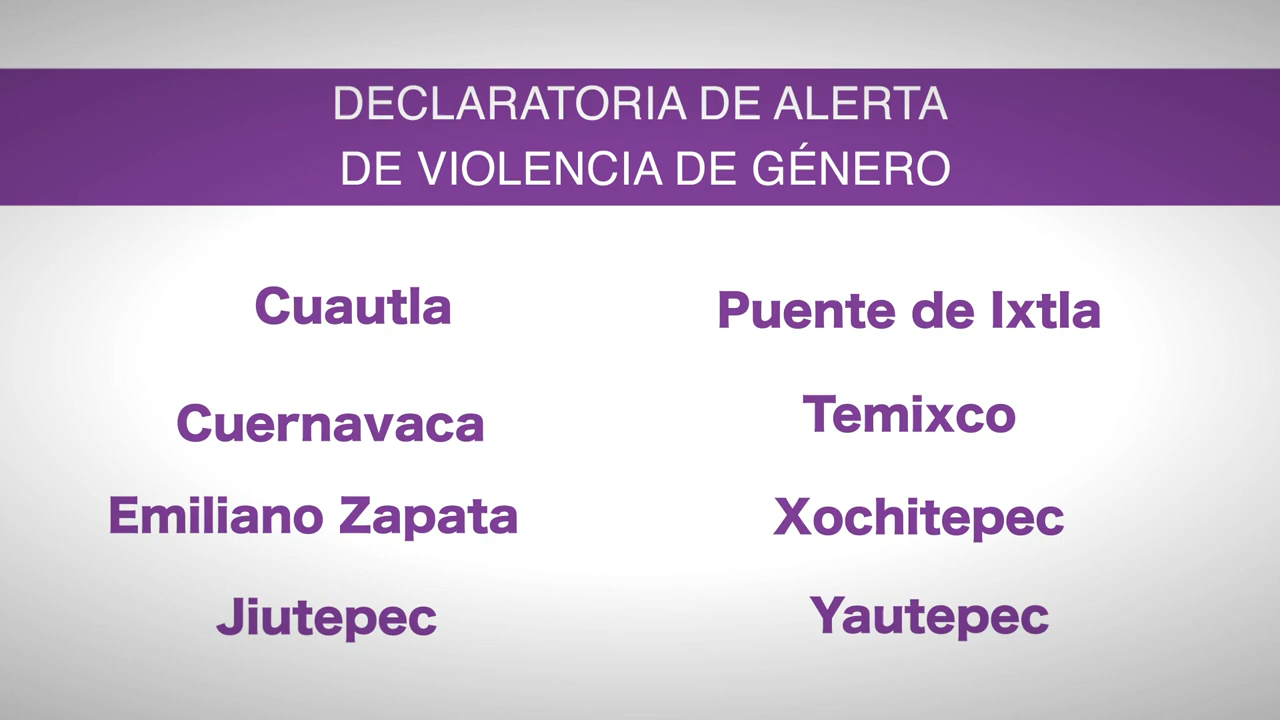 DECLARATORIA DE ALERTA
DE VIOLENCIA DE GÉNERO
Cuautla
Cuernavaca
Emiliano Zapata
Jiutepec
Puente de Ixtla
Temixco
Xochitepec
Yautepec